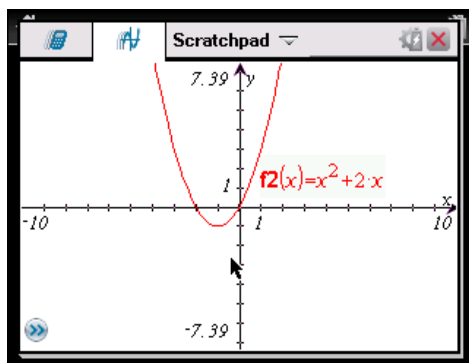 Scratchpad
7.39 y
1 f2(x)=x²+2·x
x
-10 1 10
-7.39